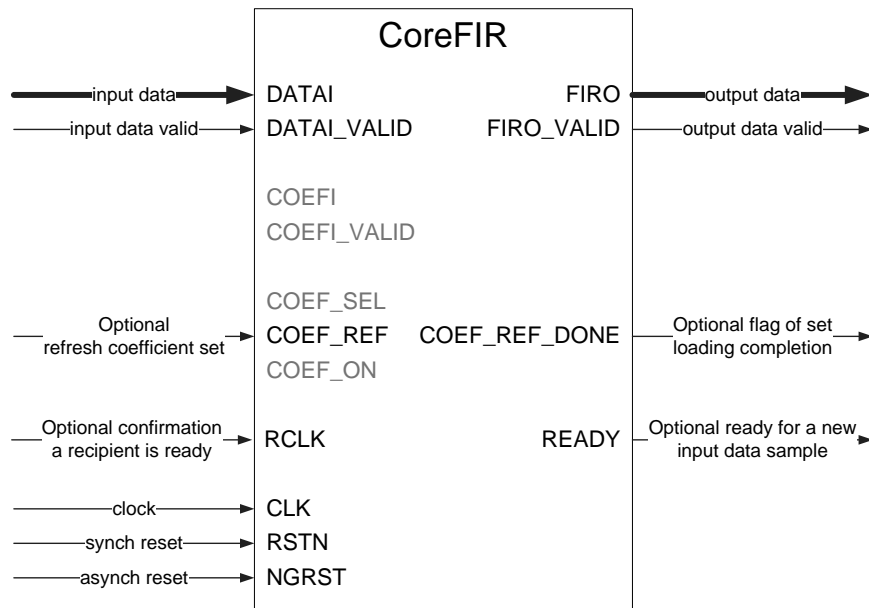 CoreFIR
input data DATAI FIRO output data
input data valid DATAI_VALID FIRO_VALID output data valid
COEFI
COEFI_VALID
COEF_SEL
Optional
refresh coefficient set
COEF_REF COEF_REF_DONE
Optional flag of set
loading completion
COEF_ON
Optional confirmation
a recipient is ready
RCLK READY
Optional ready for a new
input data sample
clock CLK
synch reset RSTN
asynch reset NGRST